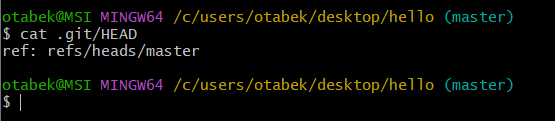 otabek@MSI MINGW64 /c/users/otabek/desktop/hello (master)
$ cat .git/HEAD
ref: refs/heads/master
otabek@MSI MINGW64 /c/users/otabek/desktop/hello (master)
$